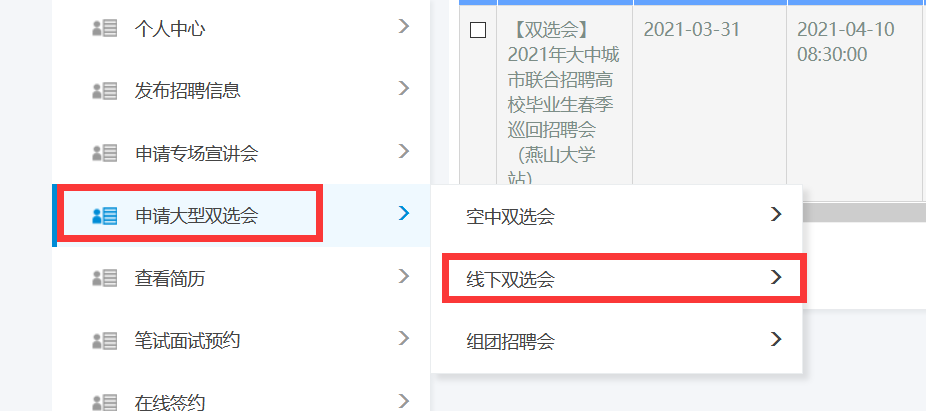 个人中心
发布招聘信息
申请专场宣讲会
申请大型双选会
查看简历
笔试面试预约
在线签约
【双选会】
2021年大中城
市联合招聘高
校毕业生春季
巡回招聘会
（燕山大学
站）
2021-03-31
2021-04-10
08:30:00
空中双选会
线下双选会
组团招聘会